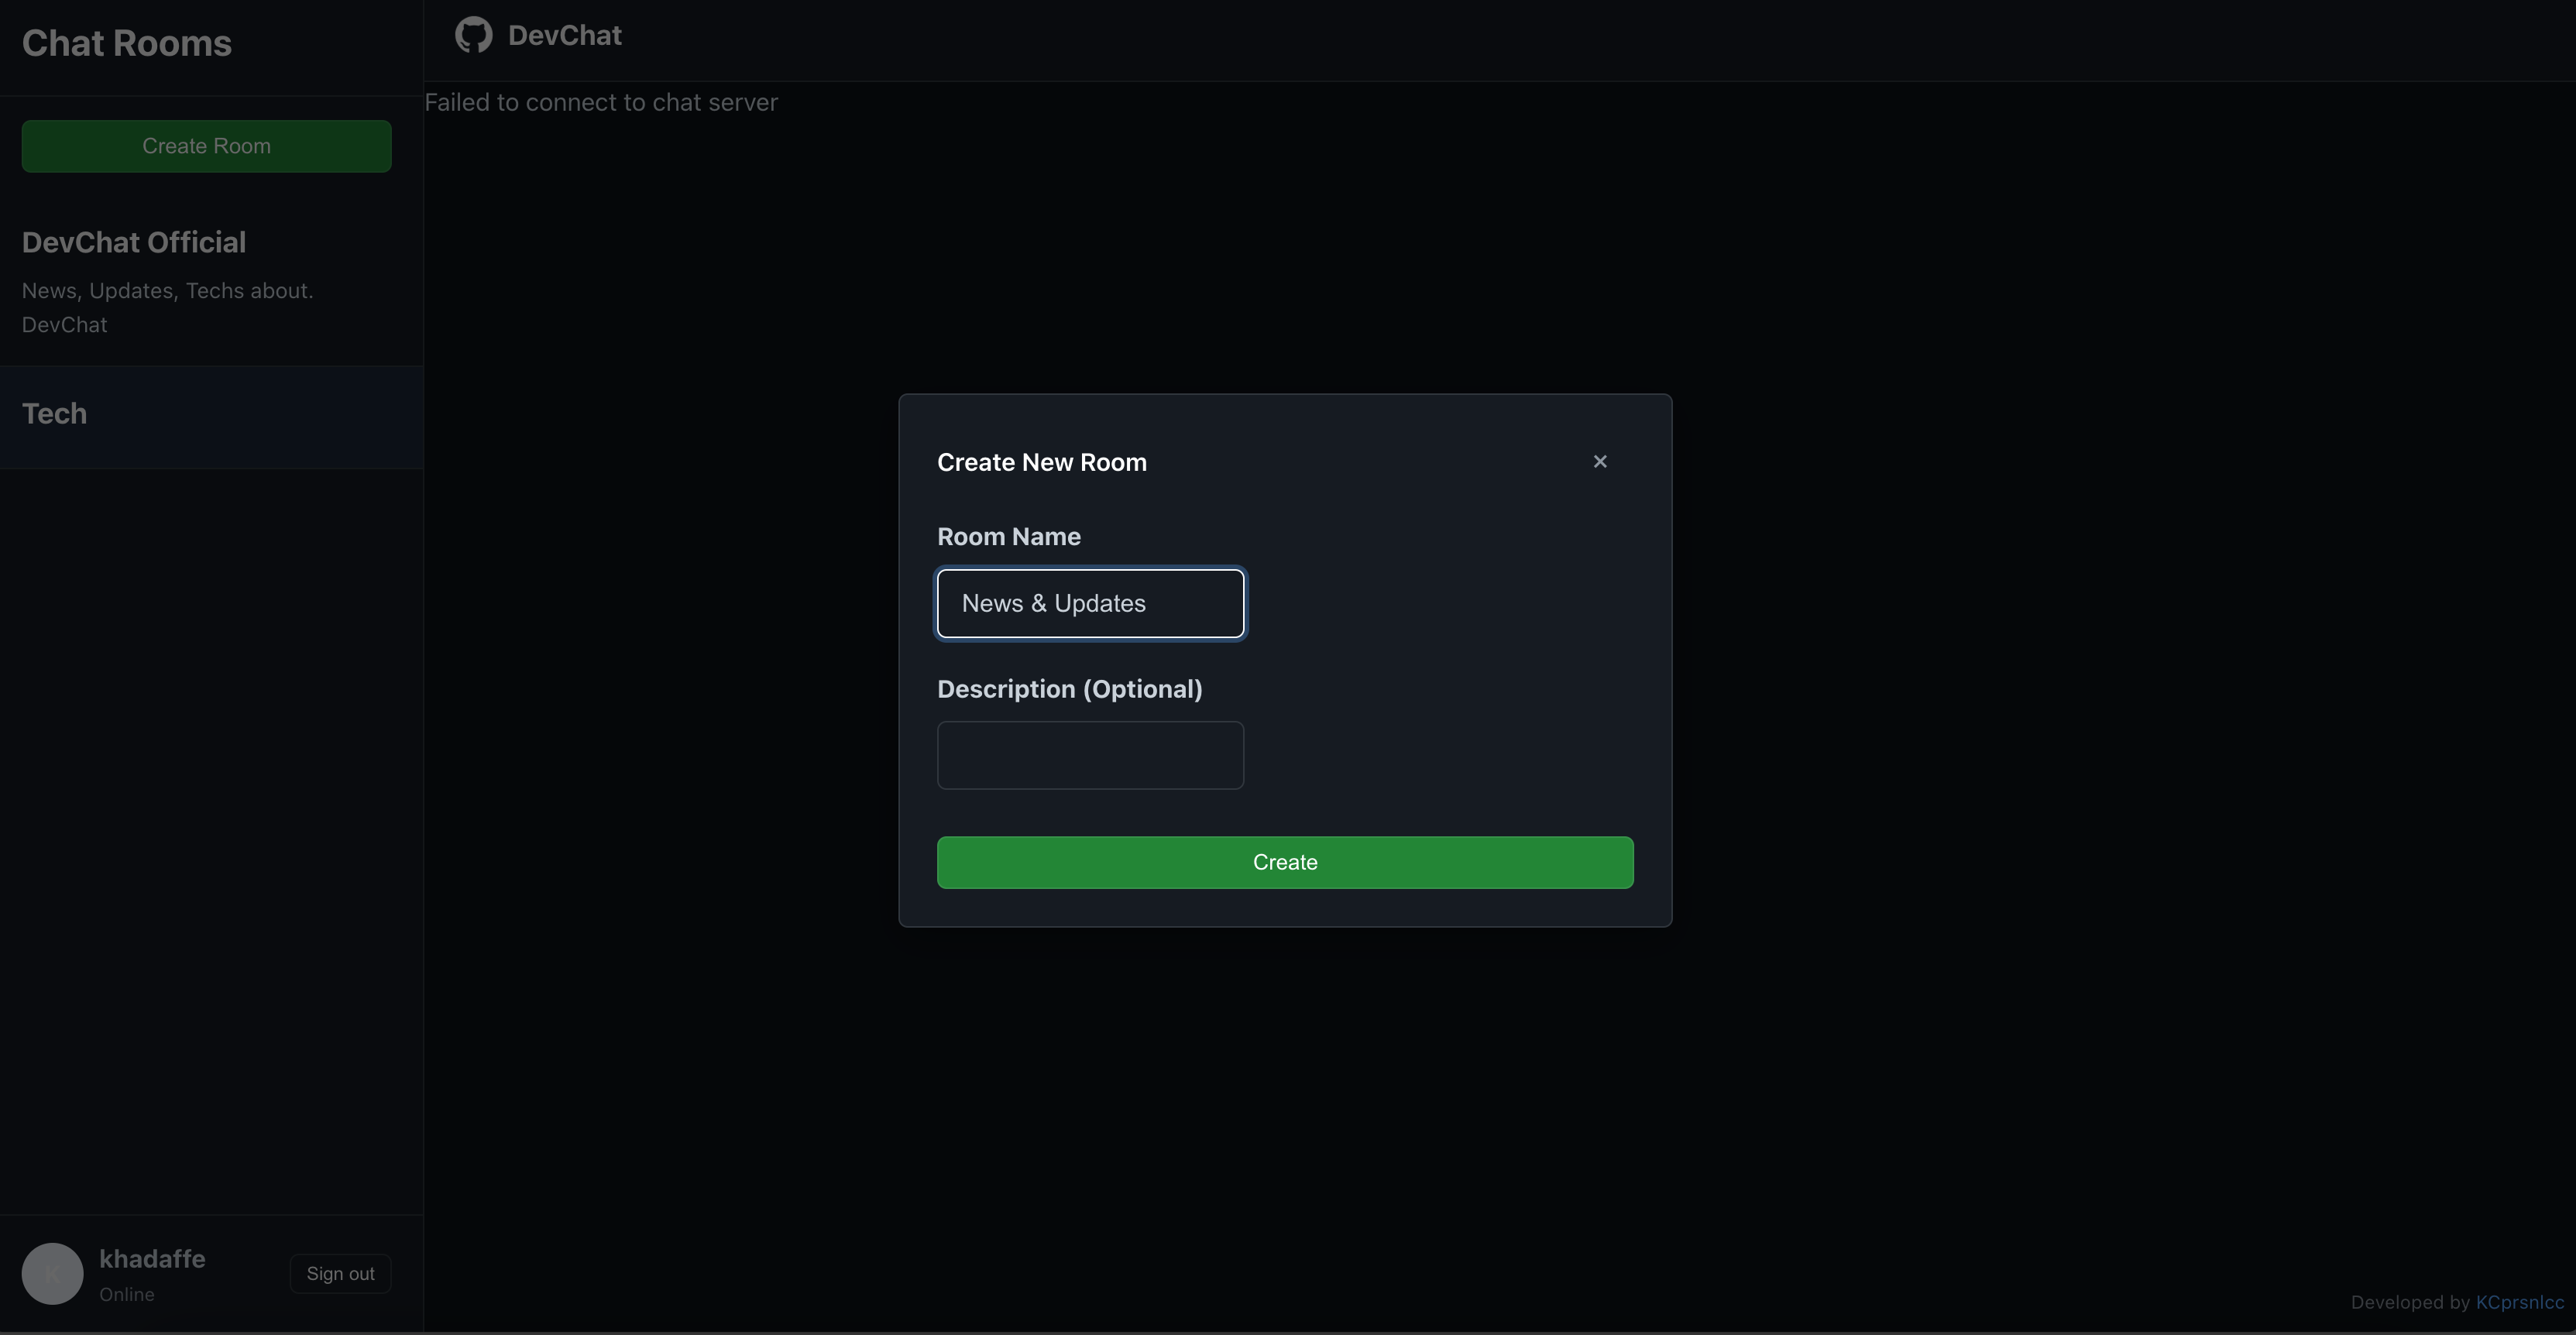 Chat Rooms
Create Room
DevChat Official
News, Updates, Techs about.
DevChat
Tech
khadaffe
Online
Sign out
DevChat
Failed to connect to chat server
Create New Room
×
Room Name
News & Updates
Description (Optional)
Create
Developed by KCprsnlcc